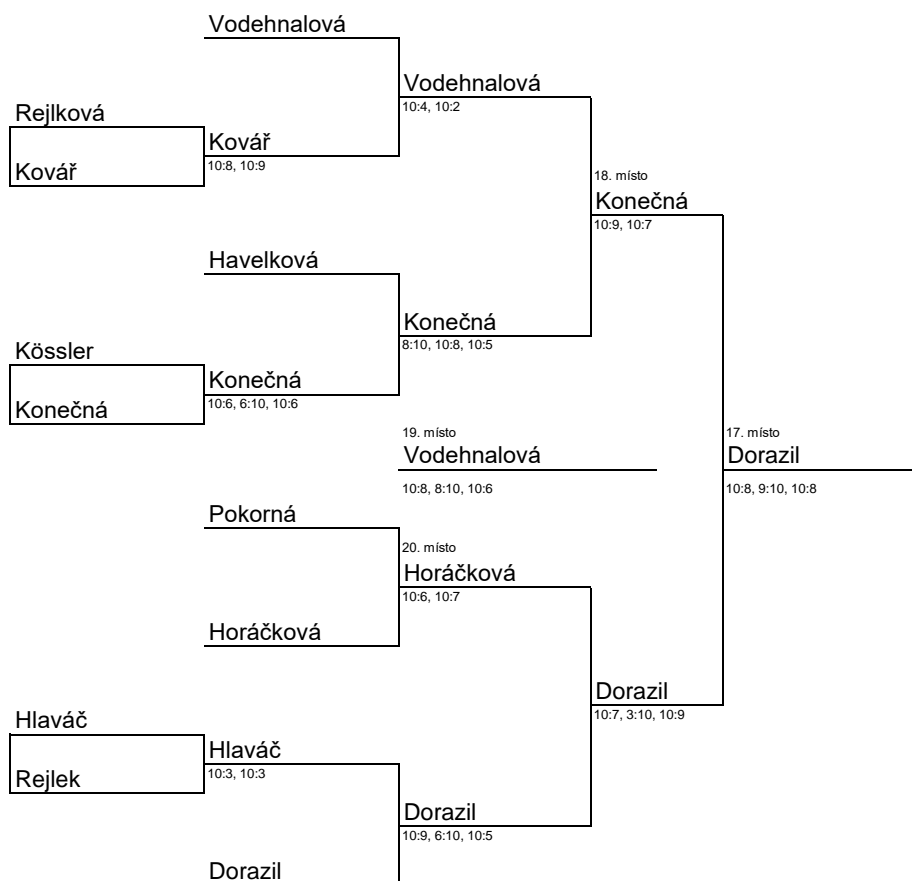 Vodehnalová
Vodehnalová
10:4, 10:2
Rejlková
Kovář
10:8, 10:9
Kovář
18. místo
Konečná
10:9, 10:7
Havelková
Konečná
8:10, 10:8, 10:5
Kössler
Konečná
10:6, 6:10, 10:6
Konečná
19. místo
Vodehnalová
10:8, 8:10, 10:6
17. místo
Dorazil
10:8, 9:10, 10:8
Pokorná
20. místo
Horáčková
10:6, 10:7
Horáčková
Dorazil
10:7, 3:10, 10:9
Hlaváč
Hlaváč
10:3, 10:3
Rejlek
Dorazil
10:9, 6:10, 10:5
Dorazil